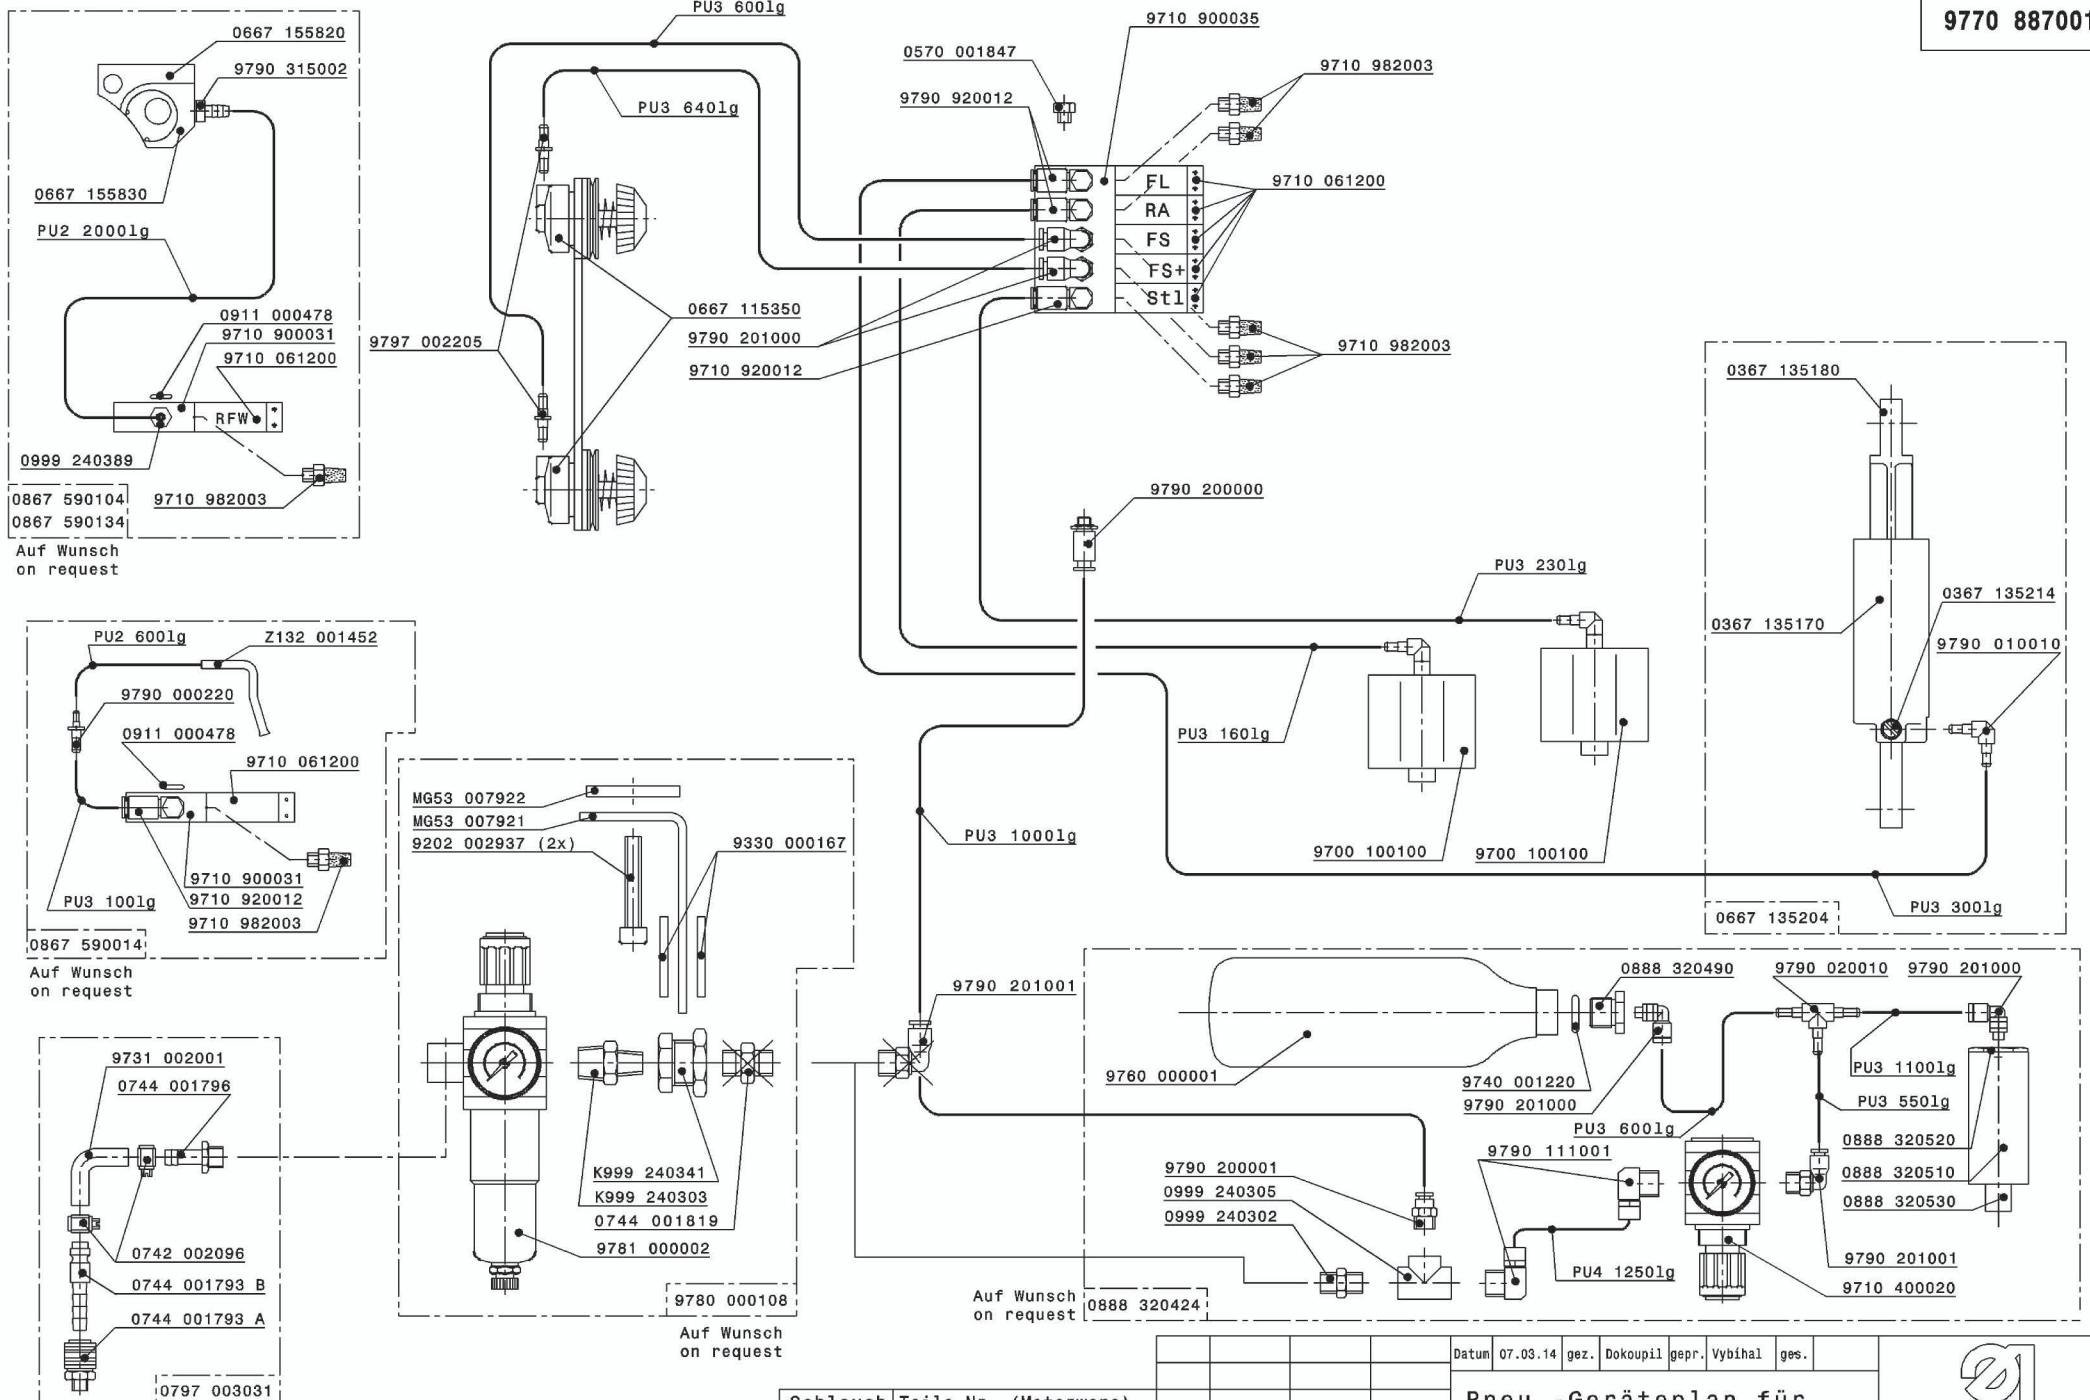 9770 887001
PU3 600lg
0667 155820
9790 315002
0667 155830
PU2 2000lg
0911 000478
9710 900031
9710 061200
RFW
0999 240389
9710 982003
0867 590104
0867 590134
Auf Wunsch
on request
PU3 640lg
9797 002205
0667 115350
9790 201000
9710 920012
9710 900035
0570 001847
9790 920012
9710 982003
FL
RA
FS
FS+
Stl
9710 061200
9710 982003
9790 200000
PU3 230lg
PU3 160lg
9700 100100
9700 100100
PU3 1000lg
0367 135180
0367 135214
0367 135170
9790 010010
PU3 300lg
0667 135204
PU2 600lg
Z132 001452
9790 000220
0911 000478
9710 061200
9710 900031
PU3 100lg
9710 920012
9710 982003
0867 590014
Auf Wunsch
on request
MG53 007922
MG53 007921
9202 002937 (2x)
9330 000167
K999 240341
K999 240303
0744 001819
9781 000002
9780 000108
Auf Wunsch
on request
9731 002001
0744 001796
0742 002096
0744 001793 B
0744 001793 A
0797 003031
9790 201001
0888 320490
9790 020010
9790 201000
9760 000001
9740 001220
9790 201000
PU3 600lg
PU3 1100lg
PU3 550lg
0888 320520
0888 320510
0888 320530
9790 111001
9790 200001
0999 240305
0999 240302
PU4 1250lg
9790 201001
9710 400020
Auf Wunsch
on request
0888 320424
Datum 07.03.14 gez. Dokoupil gepr. Vybíhal ges.
Schlauch Teile-Nr. (Meterware)
Pneu.-Geräteplan für